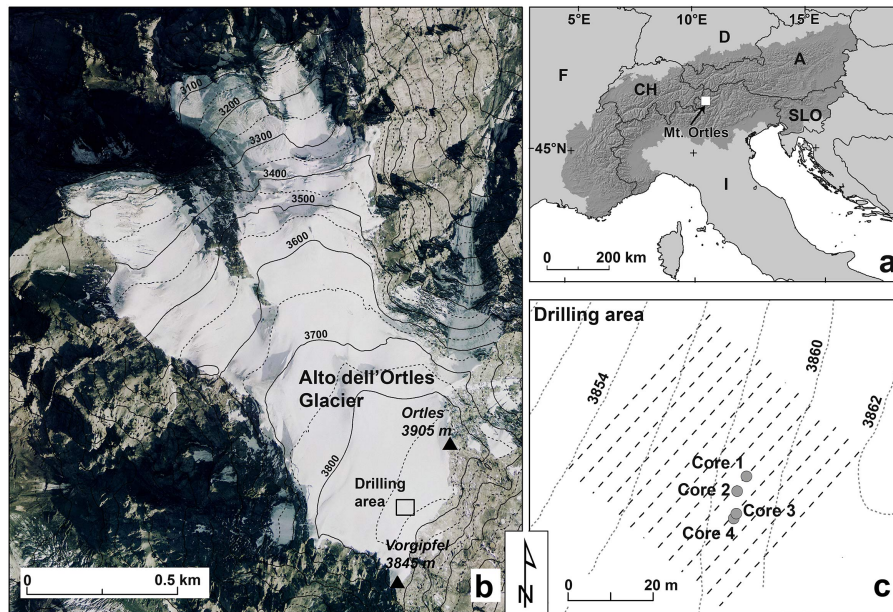 3100
3200
3300
3400
3500
3600
3700
Alto dell'Ortles
Glacier
Ortles
3905 m
3800
Drilling
area
Vorgipfel
3845 m
0 0.5 km
b
N
5°E 10°E 15°E
D
F
A
CH
SLO
Mt. Ortles
45°N
I
0 200 km
a
Drilling area
3854
3860
3862
Core 1
Core 2
Core 3
Core 4
0 20 m
c